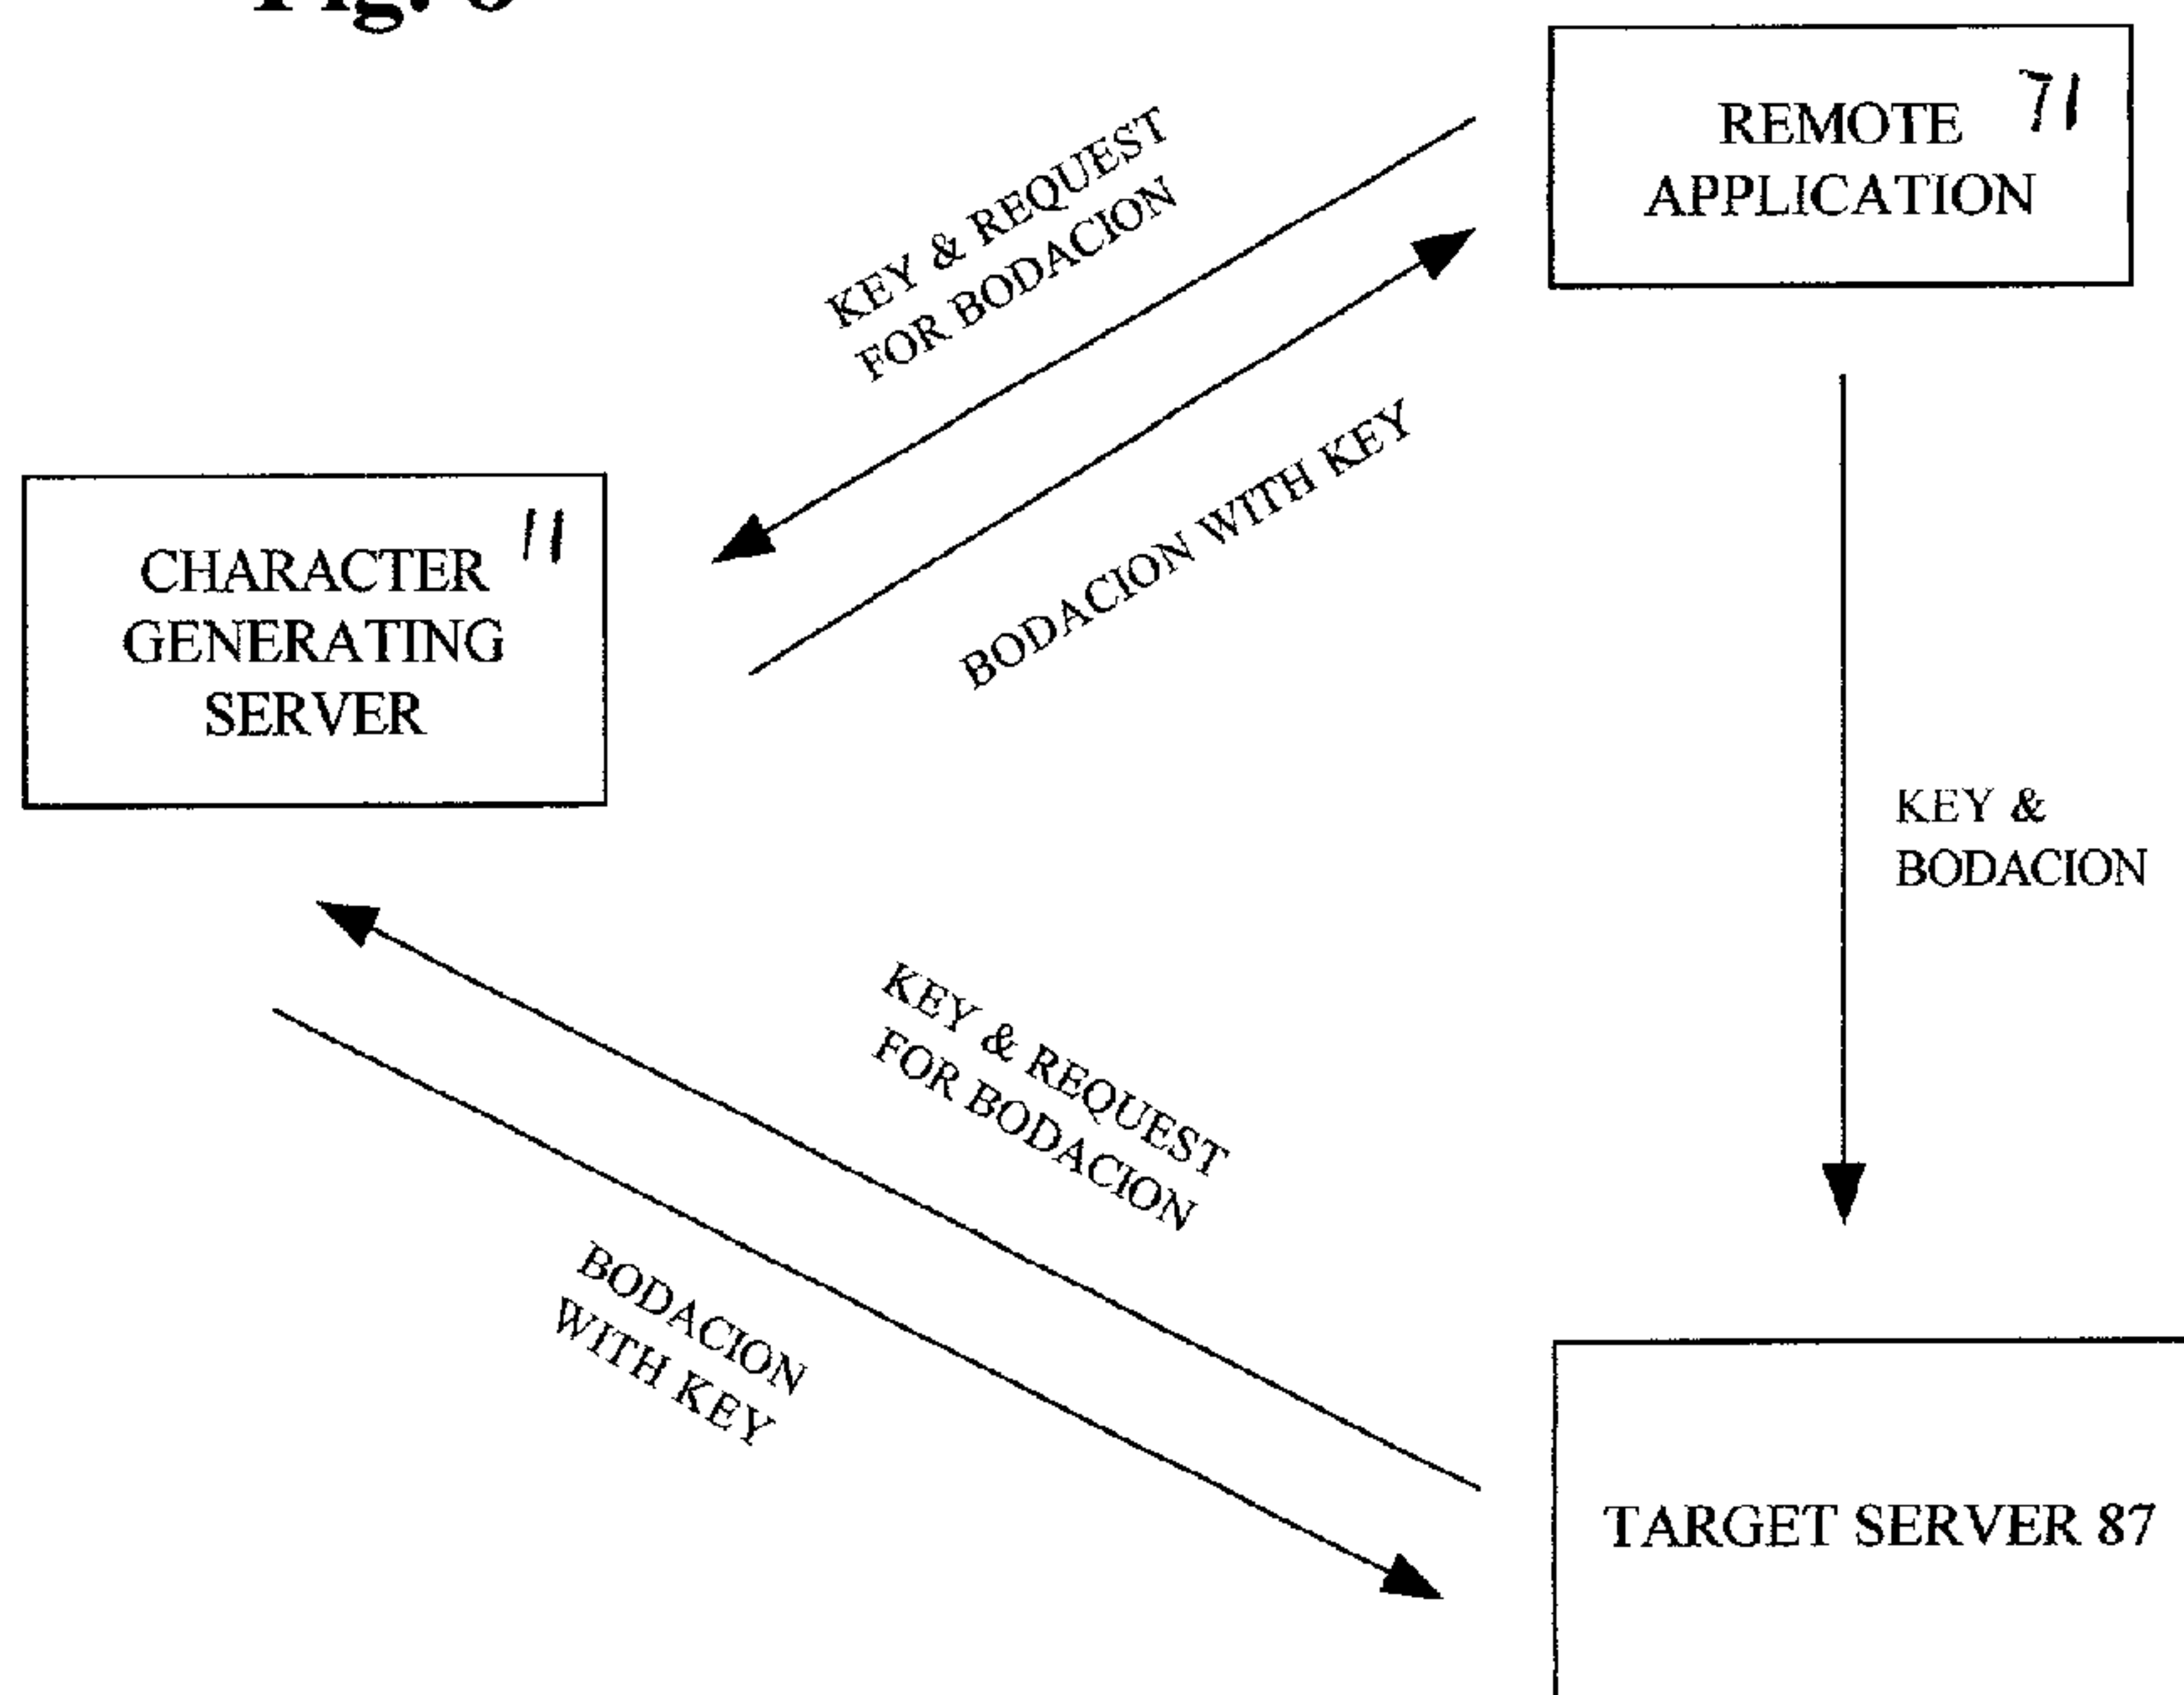 REMOTE 71
APPLICATION
KEY & REQUEST
FOR BODACION
BODACION WITH KEY
CHARACTER 11
GENERATING
SERVER
KEY &
BODACION
KEY & REQUEST
FOR BODACION
BODACION
WITH KEY
TARGET SERVER 87